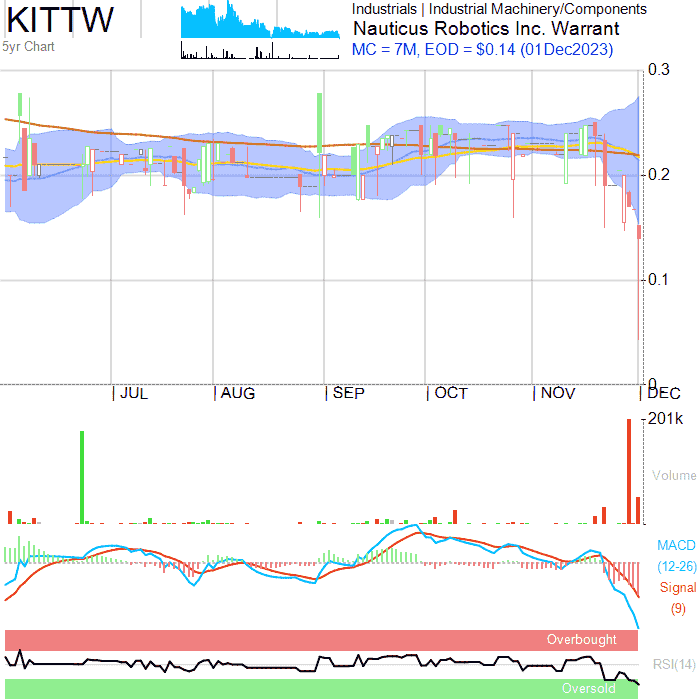 KITTW
5yr Chart
Industrials | Industrial Machinery/Components
Nauticus Robotics Inc. Warrant
MC = 7M, EOD = $0.14 (01Dec2023)
0.3
0.2
0.1
0
| JUL | AUG | SEP | OCT | NOV | DEC
201k
Volume
MACD
(12-26)
Signal
(9)
Overbought
RSI(14)
Oversold